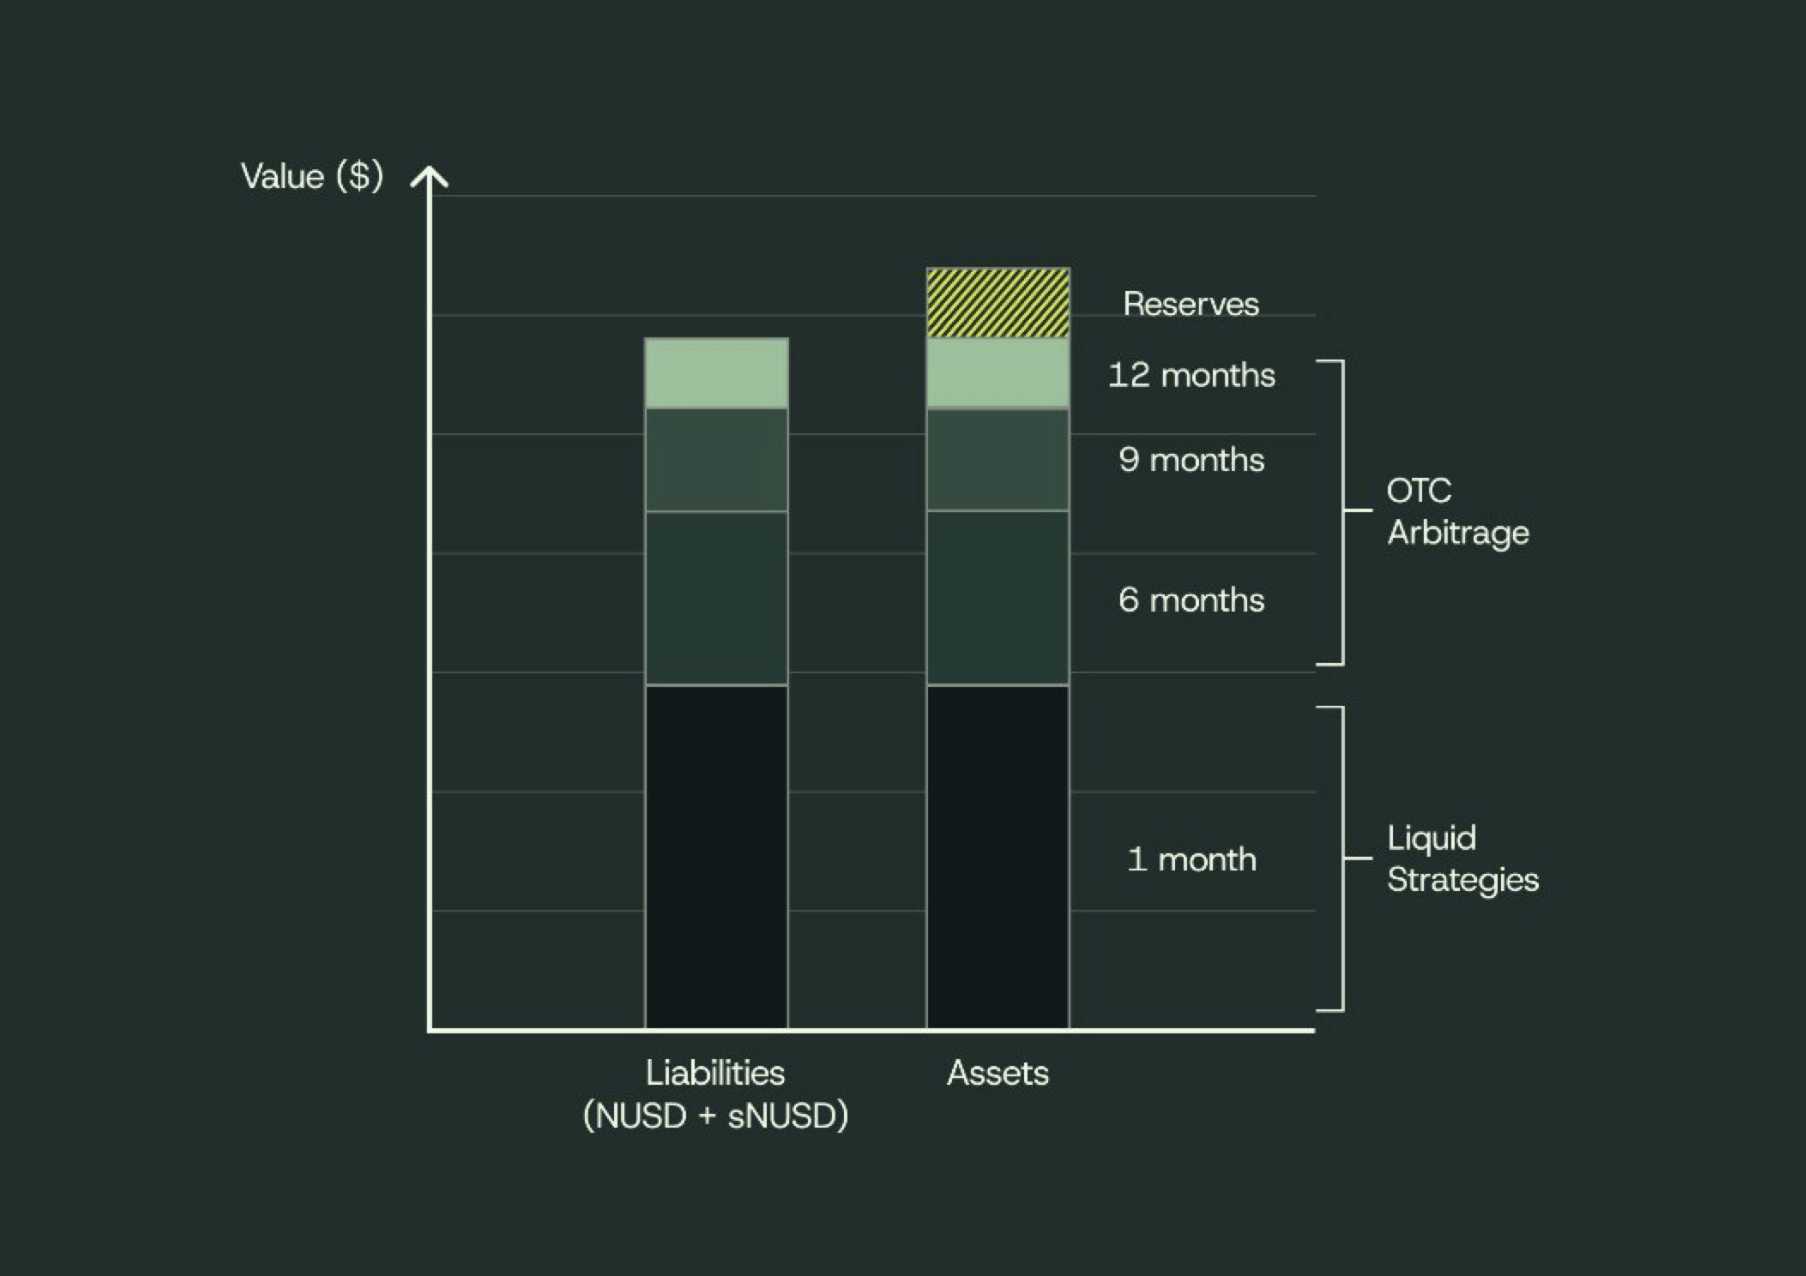 Value ($)
Reserves
12 months
9 months
OTC
Arbitrage
6 months
Liquid
Strategies
1 month
Liabilities
(NUSD + sNUSD)
Assets